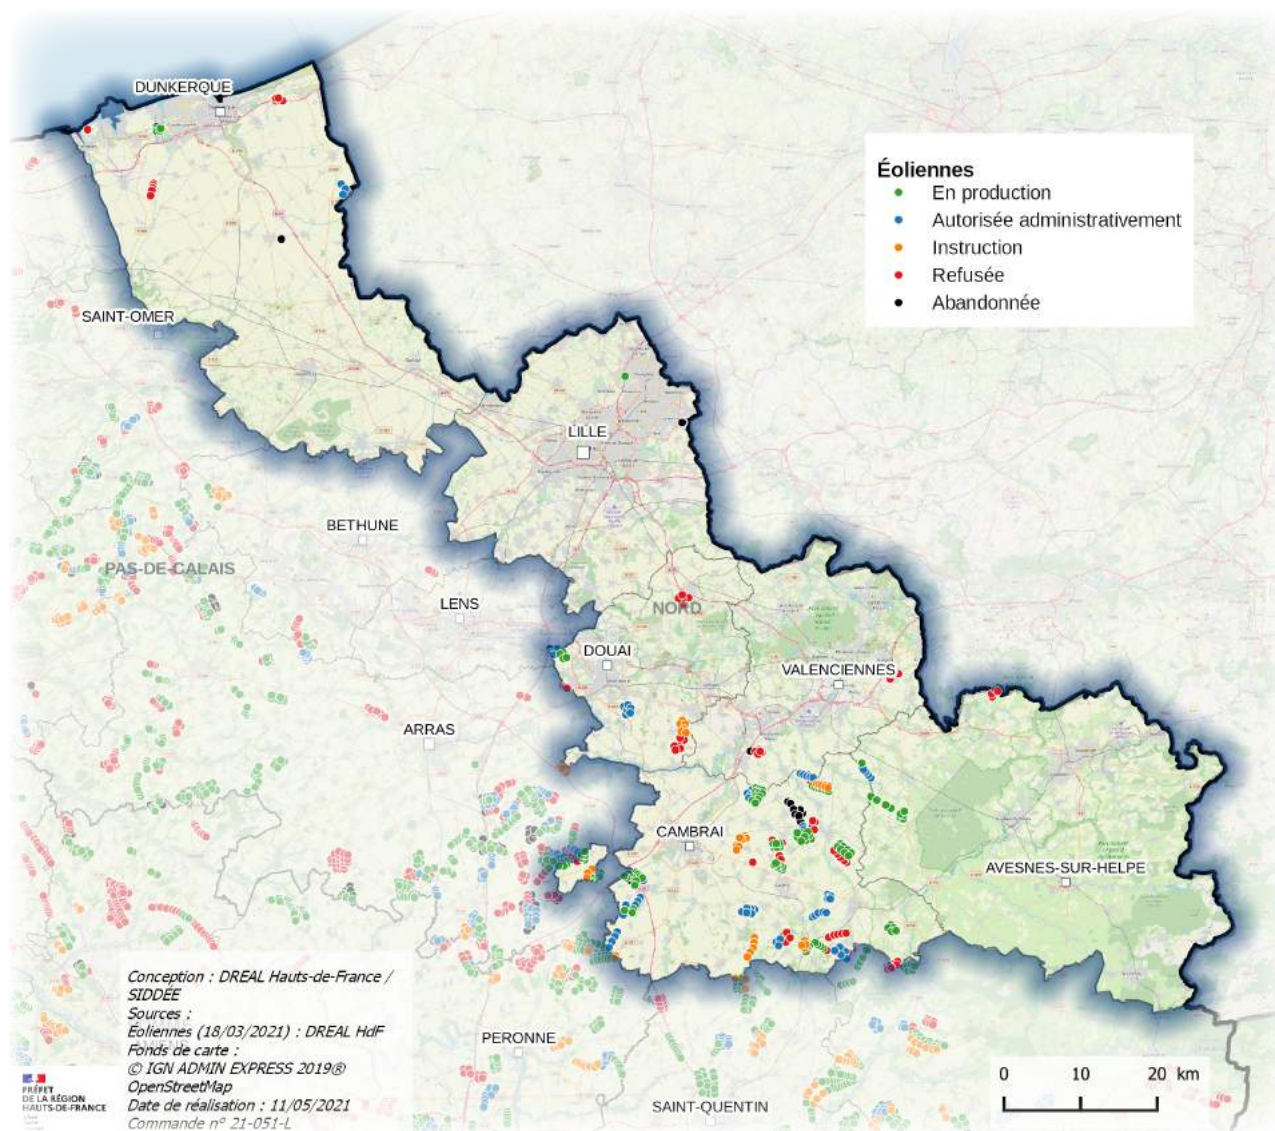 DUNKERQUE
Éoliennes
En production
Autorisée administrativement
Instruction
Refusée
Abandonnée
SAINT-OMER
LILLE
BETHUNE
PAS-DE-CALAIS
LENS
NORD
DOUAI
VALENCIENNES
ARRAS
CAMBRAI
AVESNES-SUR-HELPE
Conception : DREAL Hauts-de-France /
SIDDÉE
Sources :
Éoliennes (18/03/2021) : DREAL HdF
Fonds de carte :
© IGN ADMIN EXPRESS 2019®
OpenStreetMap
Date de réalisation : 11/05/2021
Commande n° 21-051-L
AMIENS
PERONNE
SAINT-QUENTIN
0 10 20 km
PRÉFET
DE LA RÉGION
HAUTS-DE-FRANCE